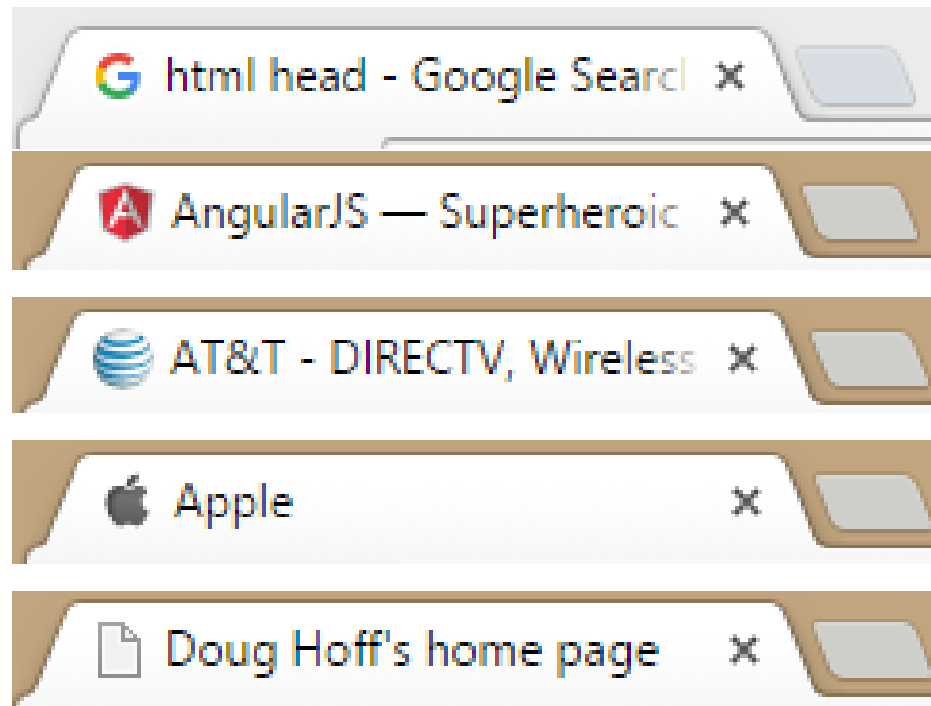 html head - Google Searc
AngularJS — Superheroic
AT&T - DIRECTV, Wireless
Apple
Doug Hoff's home page